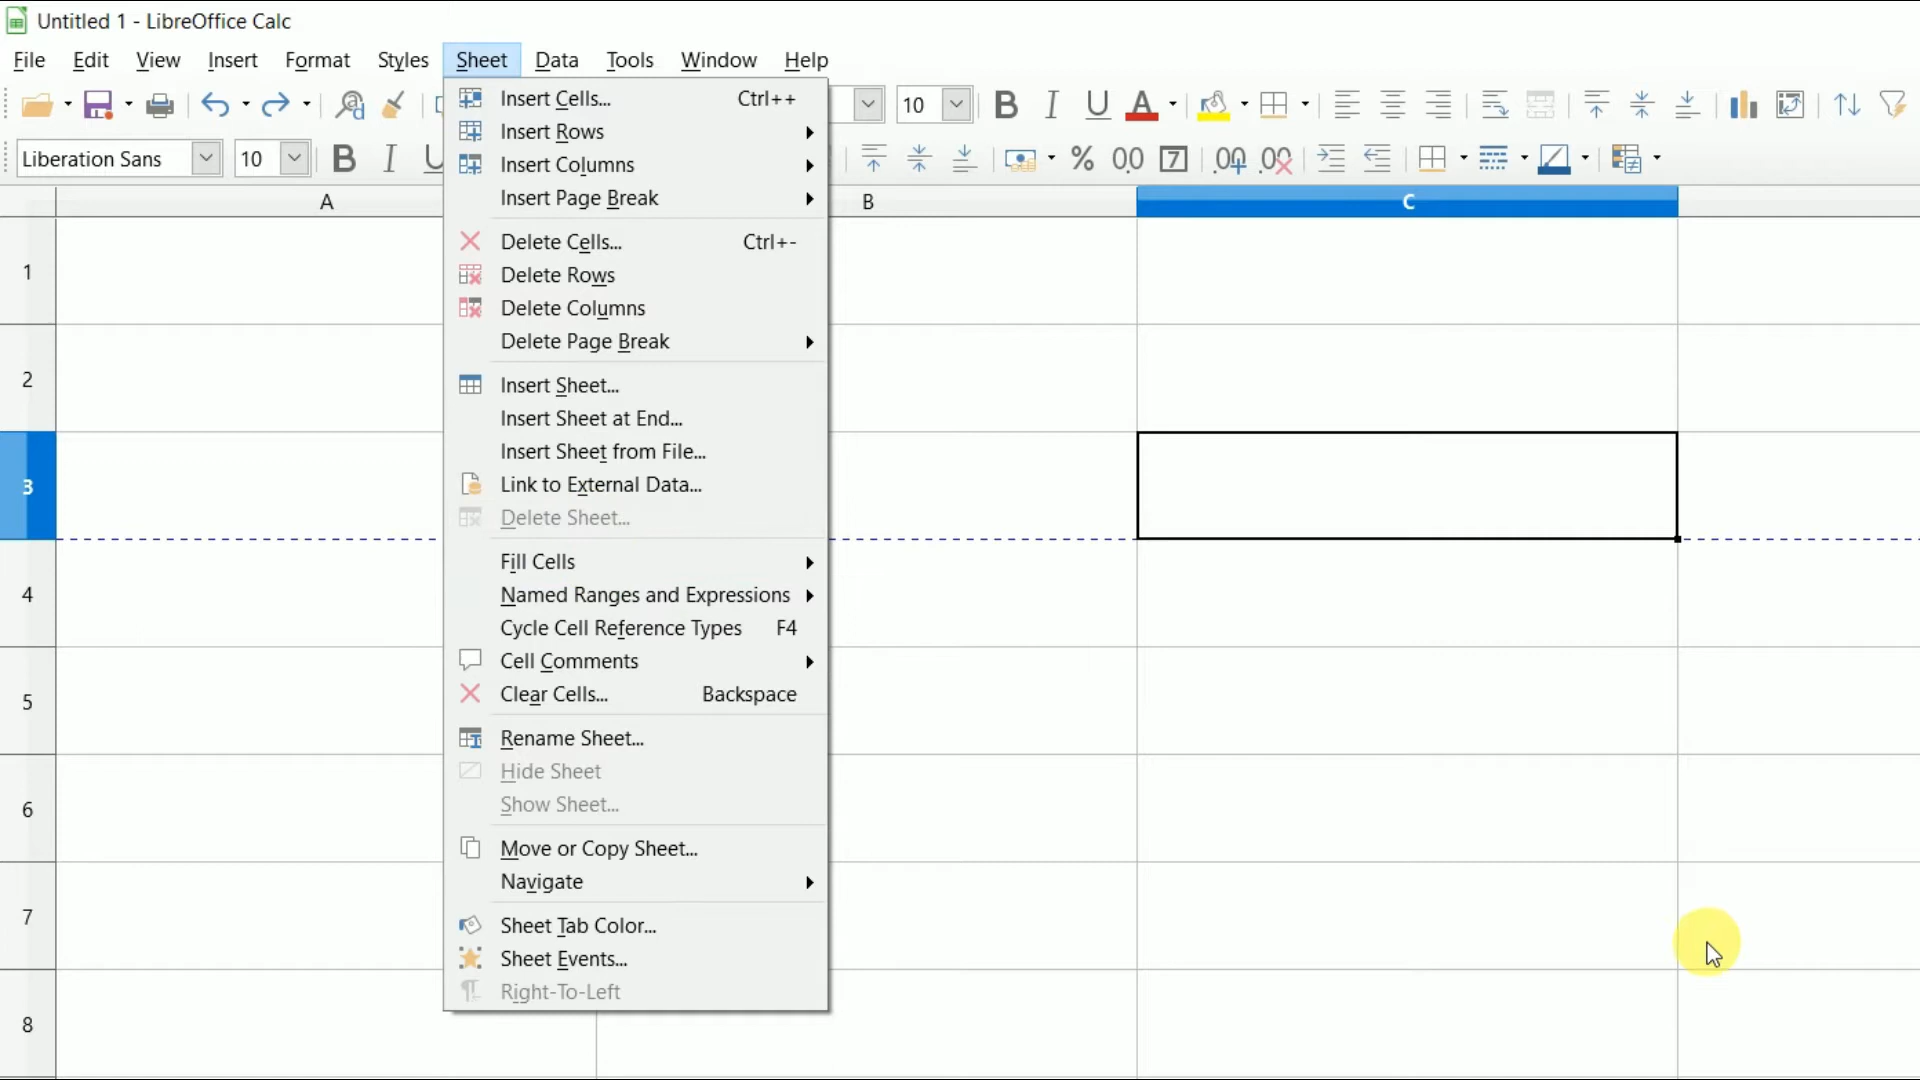 Untitled 1 - LibreOffice Calc
File Edit View Insert Format Styles Sheet Data Tools Window Help
10 B I U A
Liberation Sans 10 B I U % 0.0 7 .00 .00
A B C
Insert Cells... Ctrl++
Insert Rows
Insert Columns
Insert Page Break
Delete Cells... Ctrl+-
Delete Rows
Delete Columns
Delete Page Break
Insert Sheet...
Insert Sheet at End...
Insert Sheet from File...
Link to External Data...
Delete Sheet...
Fill Cells
Named Ranges and Expressions
Cycle Cell Reference Types F4
Cell Comments
Clear Cells... Backspace
Rename Sheet...
Hide Sheet
Show Sheet...
Move or Copy Sheet...
Navigate
Sheet Tab Color...
Sheet Events...
Right-To-Left
1
2
3
4
5
6
7
8